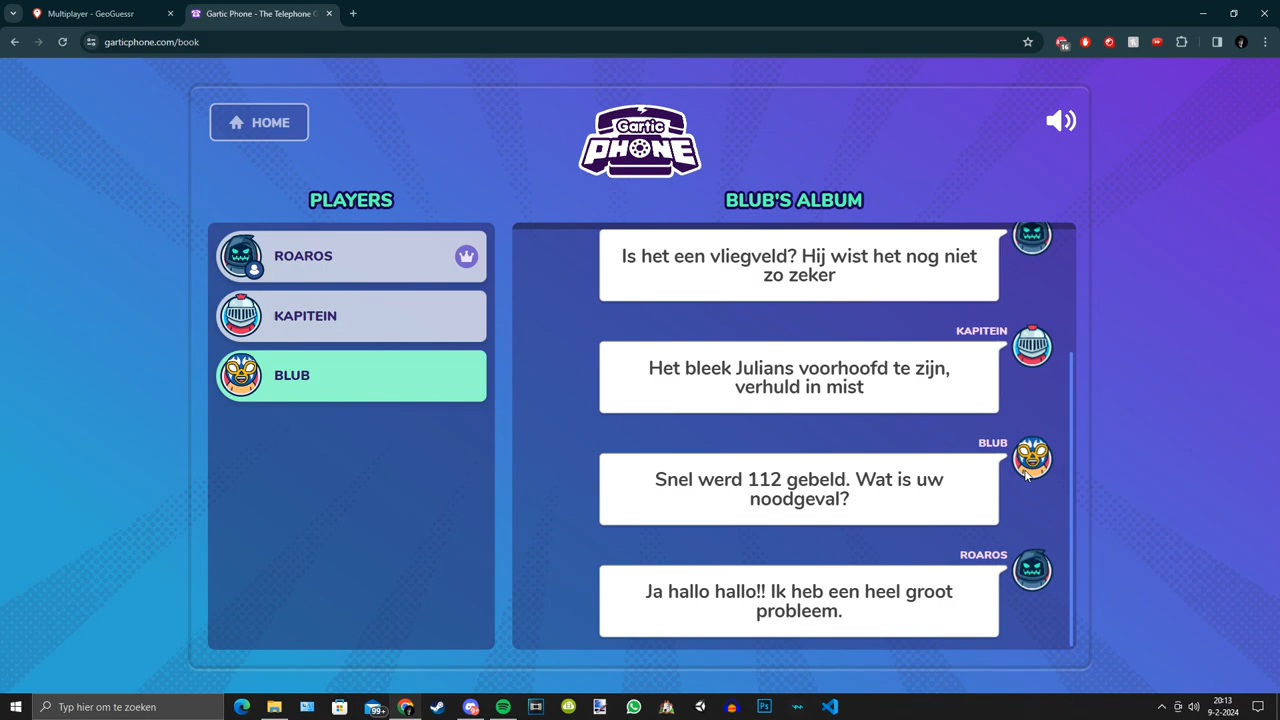 Multiplayer - GeoGuessr
Gartic Phone - The Telephone G
garticphone.com/book
16
HOME
Gartic
PHONE
PLAYERS
BLUB'S ALBUM
ROAROS
KAPITEIN
BLUB
Is het een vliegveld? Hij wist het nog niet
zo zeker
KAPITEIN
Het bleek Julians voorhoofd te zijn,
verhuld in mist
BLUB
Snel werd 112 gebeld. Wat is uw
noodgeval?
ROAROS
Ja hallo hallo!! Ik heb een heel groot
probleem.
Typ hier om te zoeken
99+
Ps
20:13
9-2-2024